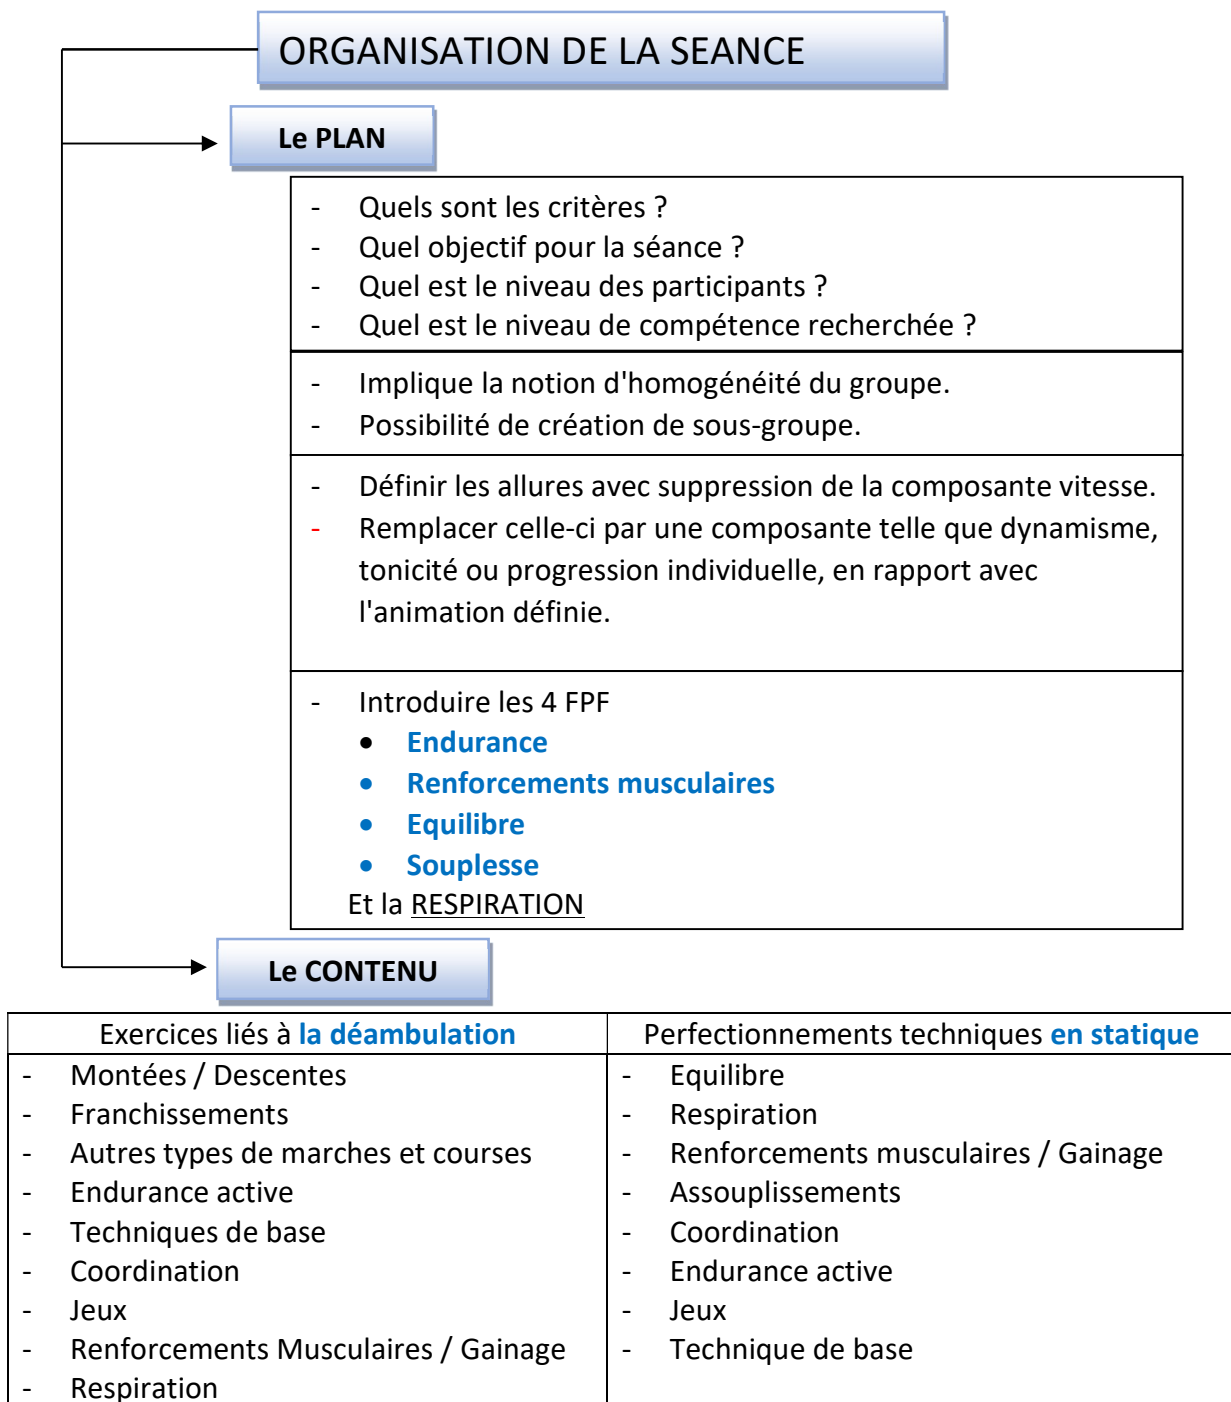 ORGANISATION DE LA SEANCE
Le PLAN
- Quels sont les critères ?
- Quel objectif pour la séance ?
- Quel est le niveau des participants ?
- Quel est le niveau de compétence recherchée ?
- Implique la notion d'homogénéité du groupe.
- Possibilité de création de sous-groupe.
- Définir les allures avec suppression de la composante vitesse.
- Remplacer celle-ci par une composante telle que dynamisme,
tonicité ou progression individuelle, en rapport avec
l'animation définie.
- Introduire les 4 FPF
• Endurance
• Renforcements musculaires
• Equilibre
• Souplesse
Et la RESPIRATION
Le CONTENU
Exercices liés à la déambulation
- Montées / Descentes
- Franchissements
- Autres types de marches et courses
- Endurance active
- Techniques de base
- Coordination
- Jeux
- Renforcements Musculaires / Gainage
- Respiration
Perfectionnements techniques en statique
- Equilibre
- Respiration
- Renforcements musculaires / Gainage
- Assouplissements
- Coordination
- Endurance active
- Jeux
- Technique de base